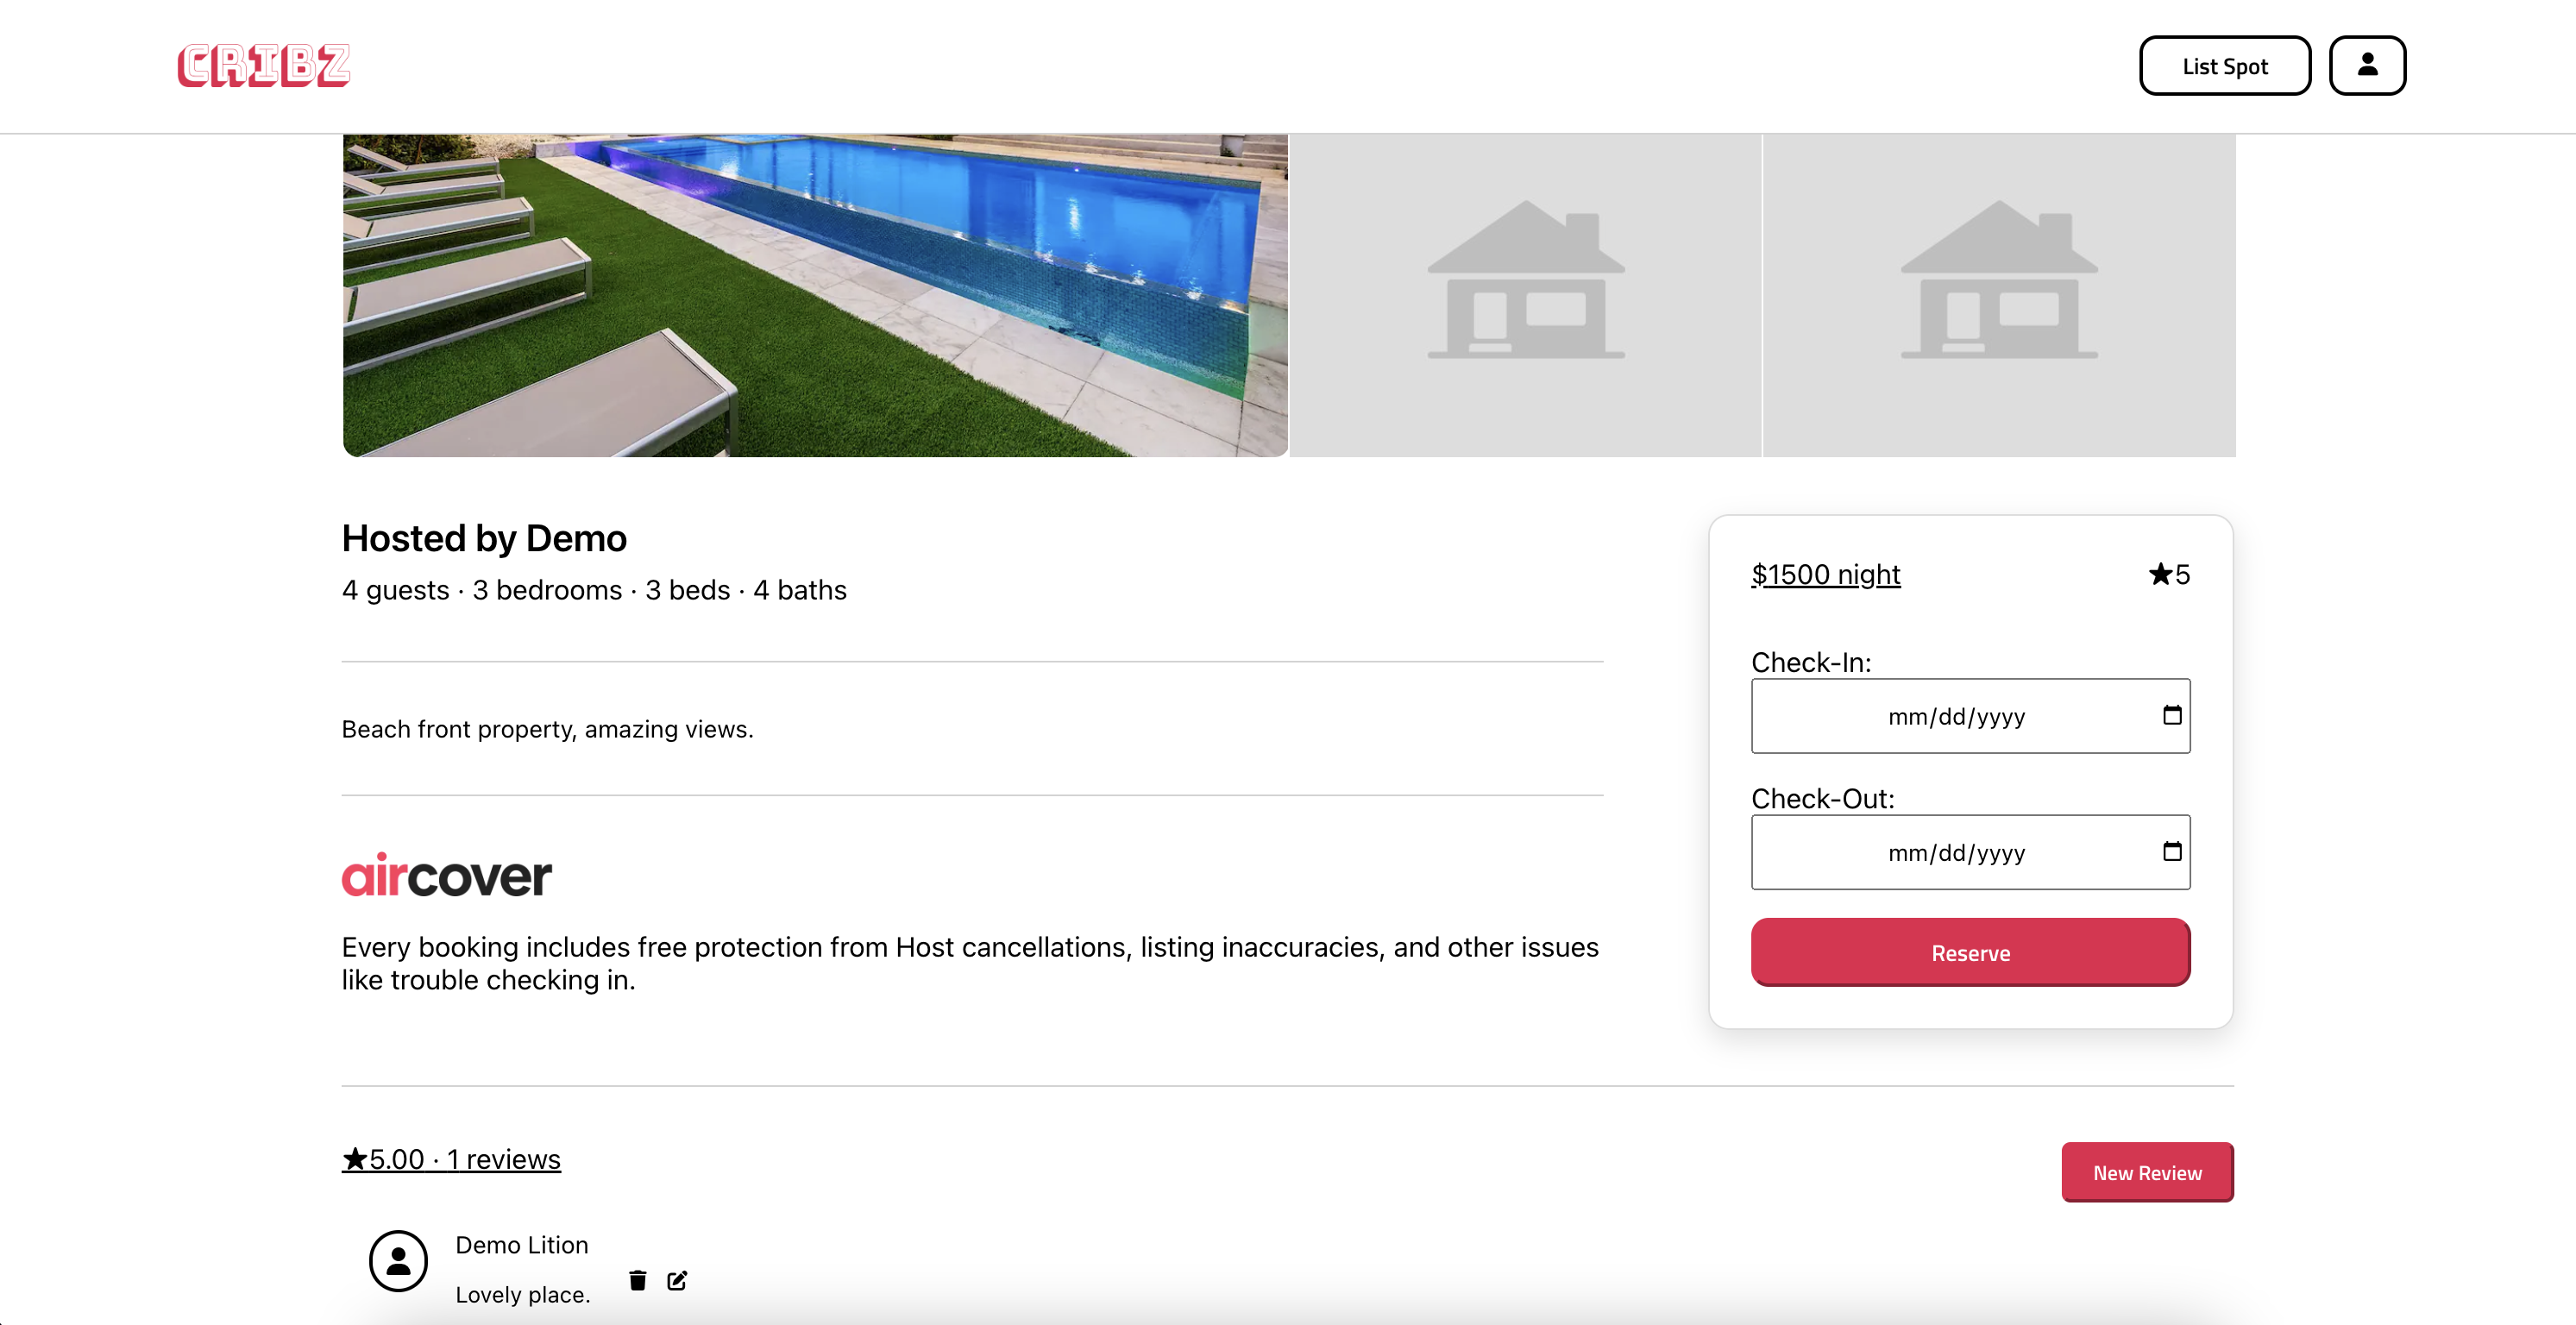 CRIBZ
List Spot
Hosted by Demo
4 guests · 3 bedrooms · 3 beds · 4 baths
Beach front property, amazing views.
aircover
Every booking includes free protection from Host cancellations, listing inaccuracies, and other issues
like trouble checking in.
$1500 night ★5
Check-In:
mm/dd/yyyy
Check-Out:
mm/dd/yyyy
Reserve
★5.00 · 1 reviews
New Review
Demo Lition
Lovely place.